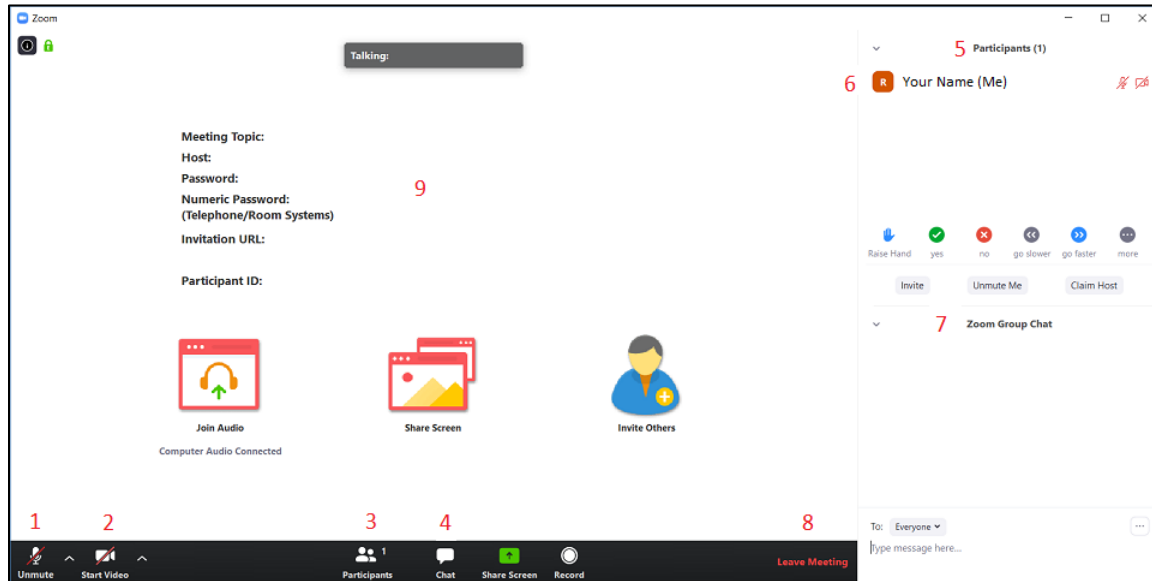 Zoom
Talking:
5 Participants (1)
6 R Your Name (Me)
Meeting Topic:
Host:
Password:
9
Numeric Password:
(Telephone/Room Systems)
Invitation URL:
Participant ID:
Raise Hand yes no go slower go faster more
Invite Unmute Me Claim Host
7 Zoom Group Chat
Join Audio Share Screen Invite Others
Computer Audio Connected
1 2 3 4 8
To: Everyone
Type message here...
1
Unmute Start Video Participants Chat Share Screen Record Leave Meeting